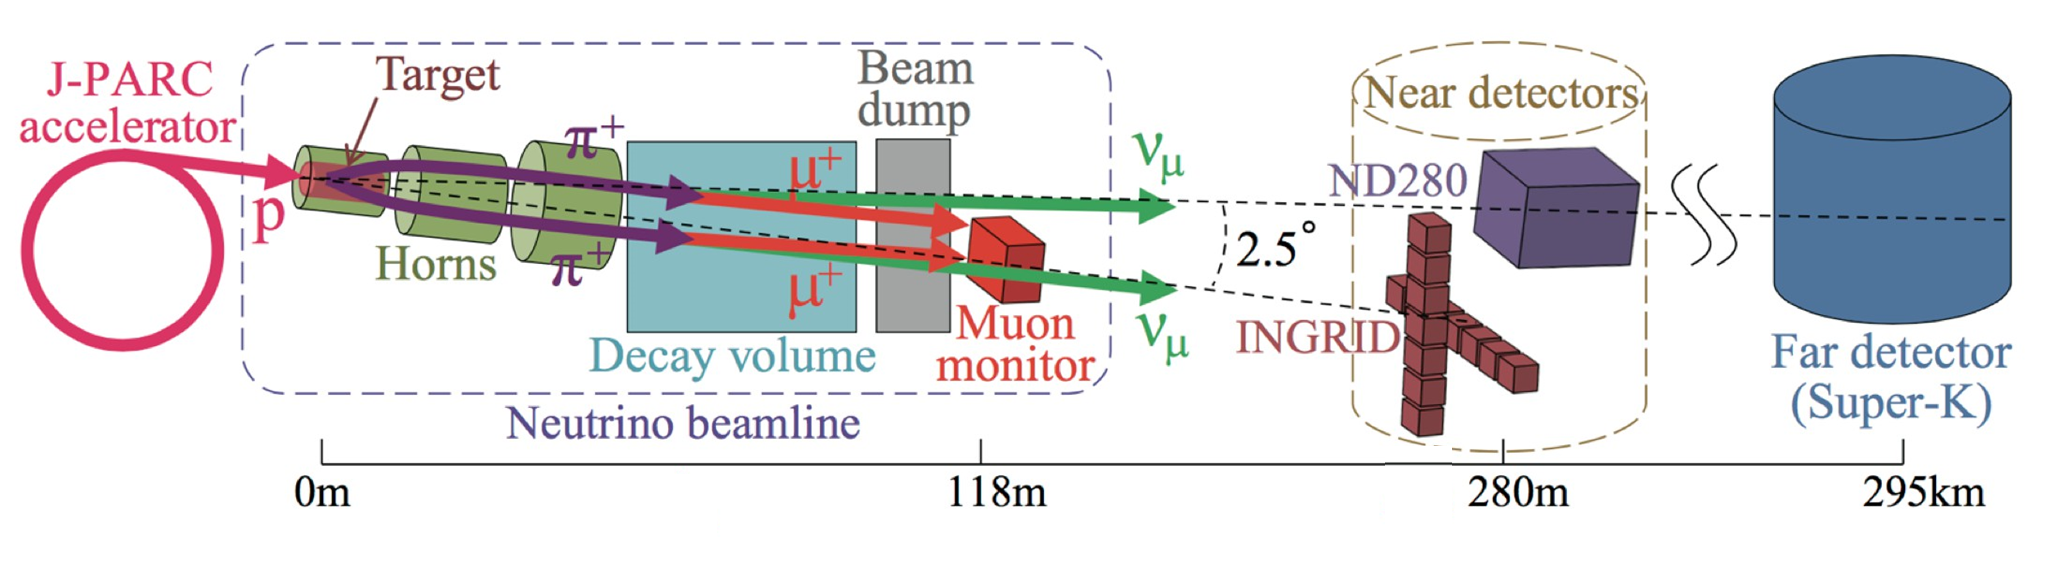 J-PARC
accelerator
p
Target
Horns
π+
π+
Decay volume
μ+
μ+
Beam
dump
Muon
monitor
νμ
νμ
Neutrino beamline
2.5°
Near detectors
ND280
INGRID
Far detector
(Super-K)
0m
118m
280m
295km